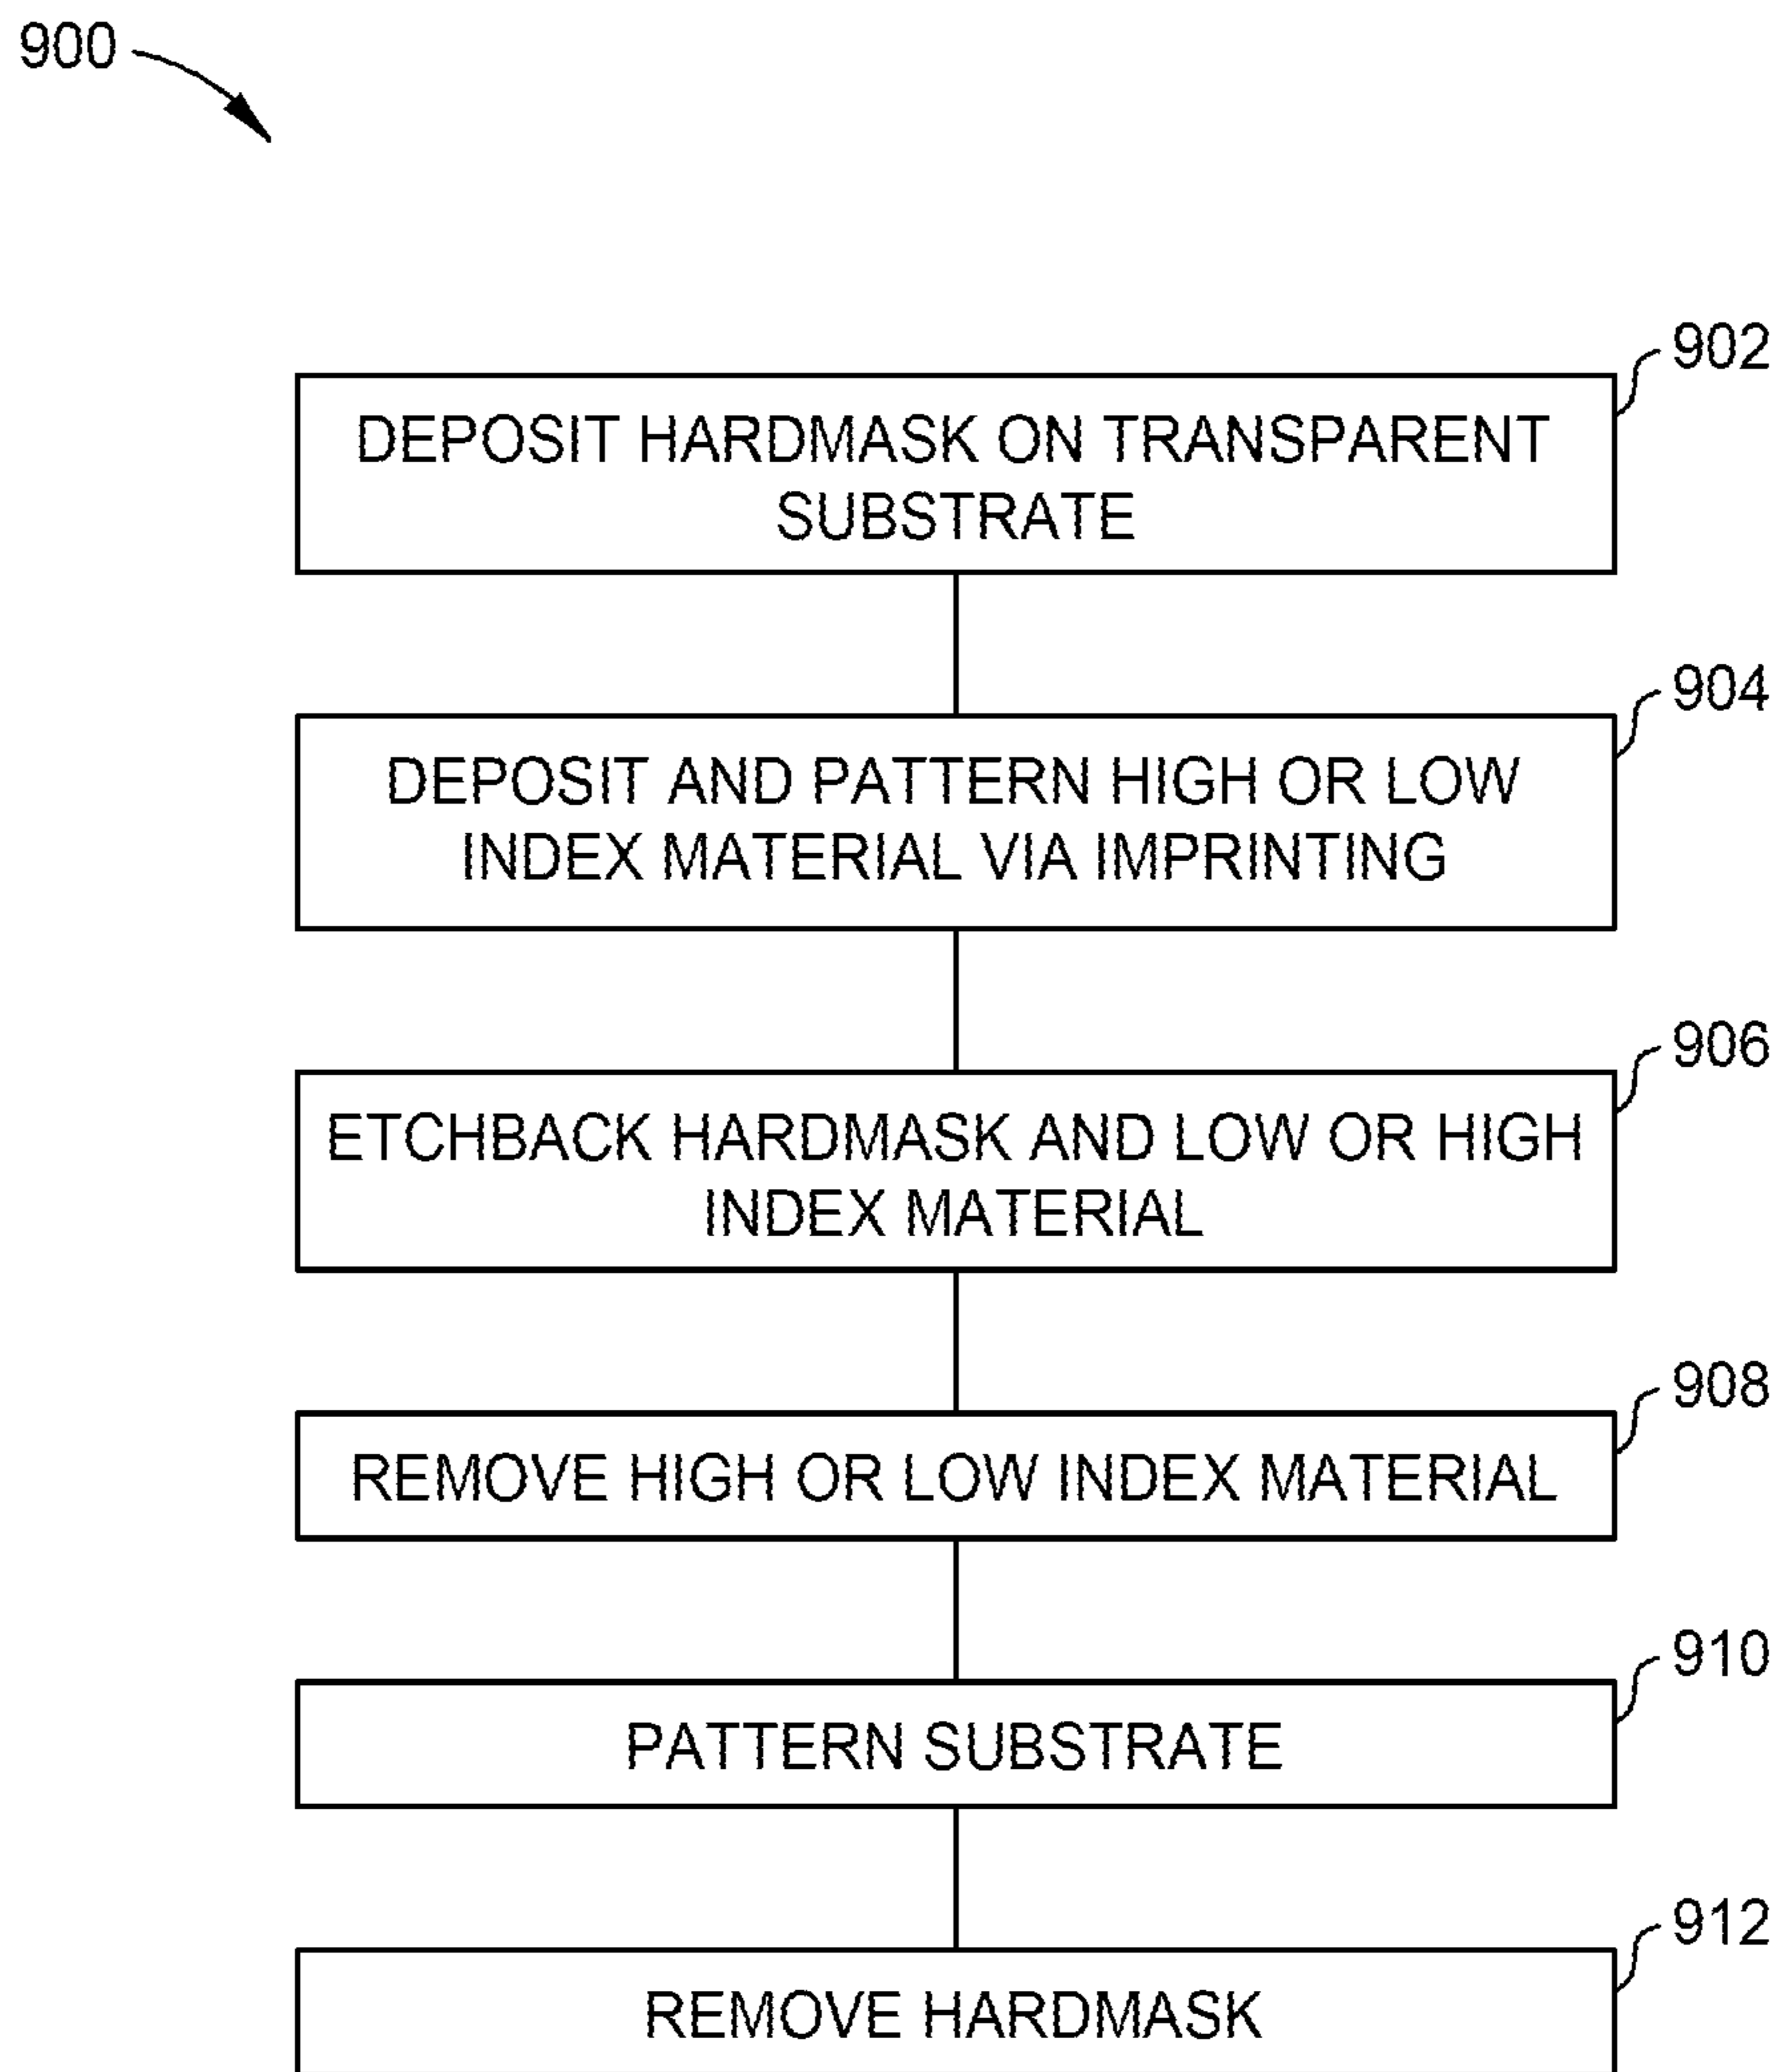 900
902
DEPOSIT HARDMASK ON TRANSPARENT
SUBSTRATE
904
DEPOSIT AND PATTERN HIGH OR LOW
INDEX MATERIAL VIA IMPRINTING
906
ETCHBACK HARDMASK AND LOW OR HIGH
INDEX MATERIAL
908
REMOVE HIGH OR LOW INDEX MATERIAL
910
PATTERN SUBSTRATE
912
REMOVE HARDMASK